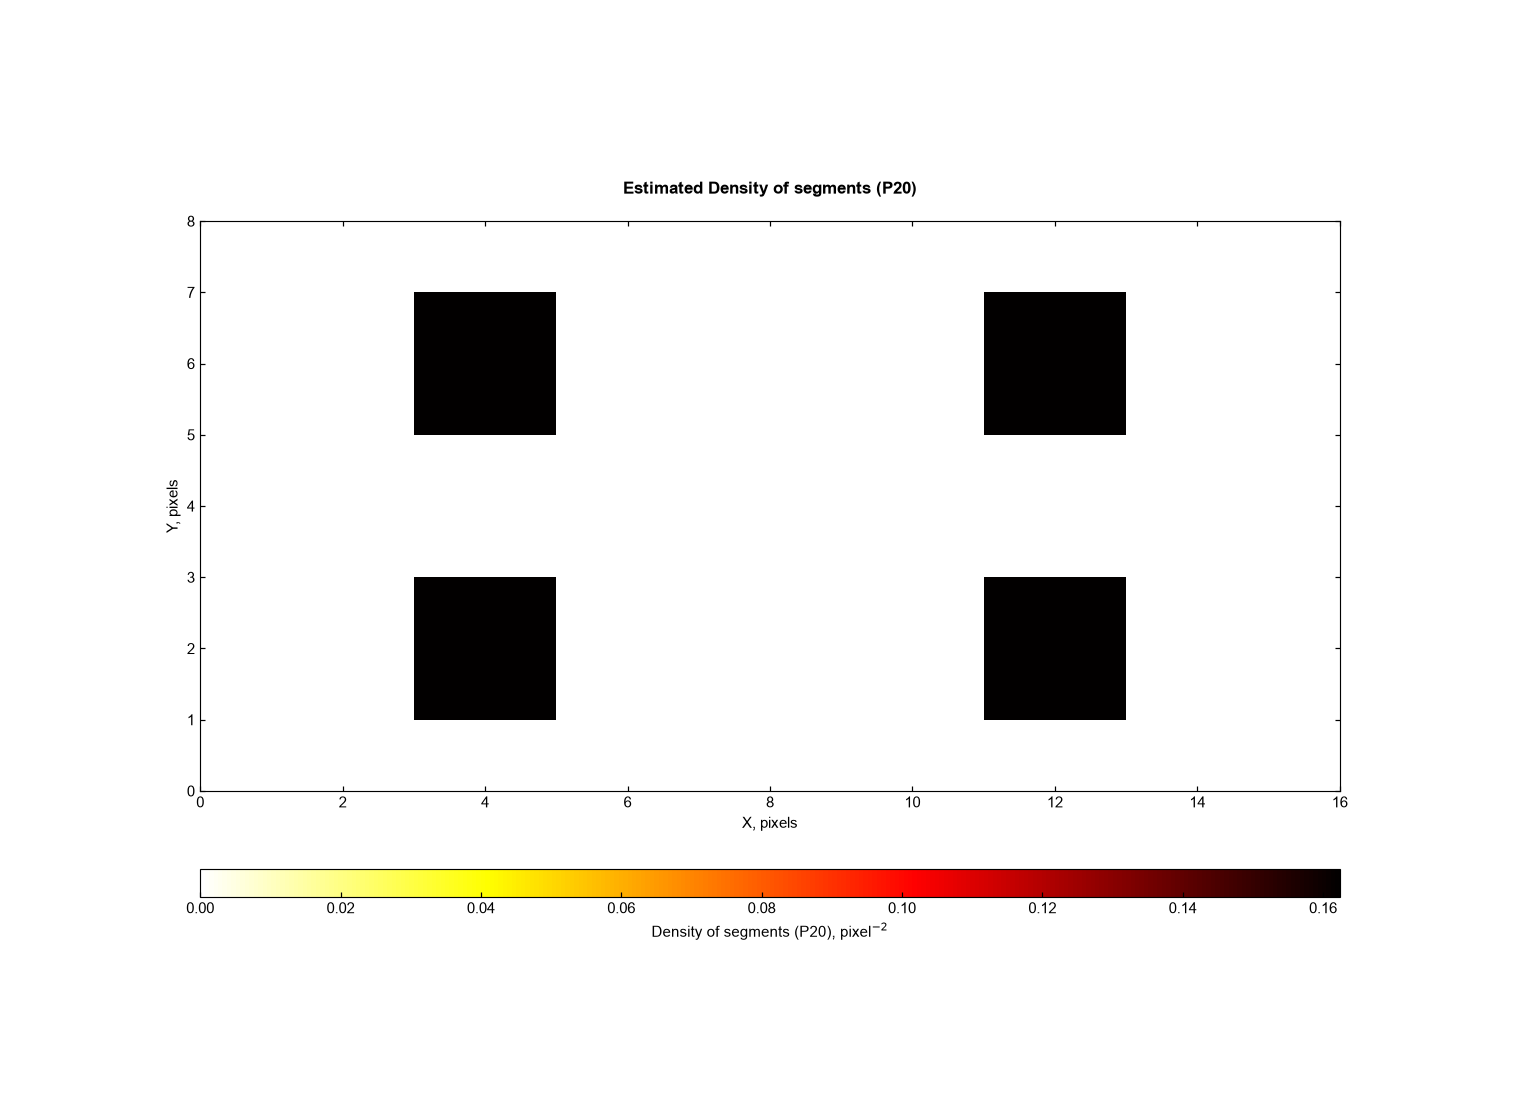 Estimated Density of segments (P20)
8
7
6
5
4
3
2
1
0
Y, pixels
0 2 4 6 8 10 12 14 16
X, pixels
0.00 0.02 0.04 0.06 0.08 0.10 0.12 0.14 0.16
Density of segments (P20), pixel⁻²